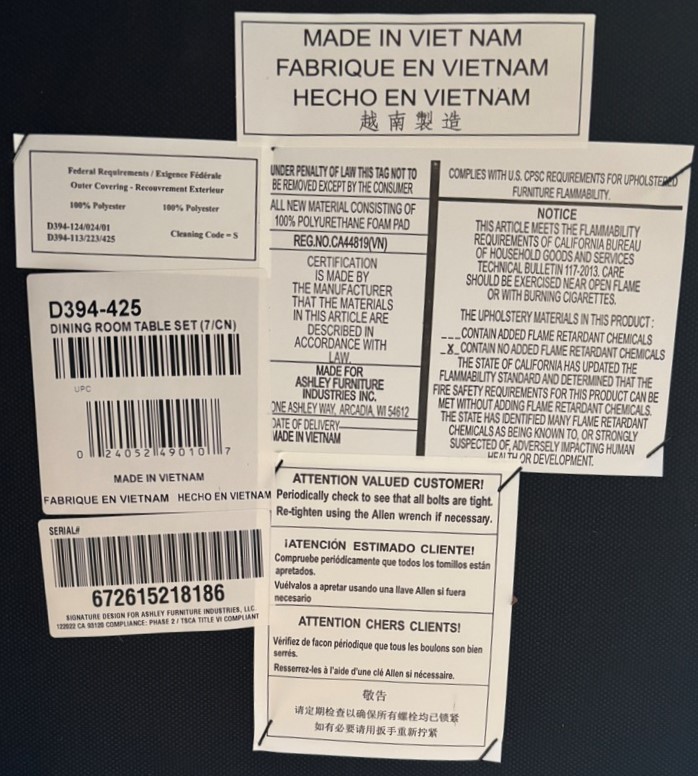 MADE IN VIET NAM
FABRIQUE EN VIETNAM
HECHO EN VIETNAM
越南製造
Federal Requirements / Exigence Fédérale
Outer Covering - Recouvrement Exterieur
100% Polyester 100% Polyester
D394-124/024/01
D394-113/223/425
Cleaning Code = S
UNDER PENALTY OF LAW THIS TAG NOT TO
BE REMOVED EXCEPT BY THE CONSUMER
ALL NEW MATERIAL CONSISTING OF
100% POLYURETHANE FOAM PAD
REG.NO.CA44819(VN)
CERTIFICATION
IS MADE BY
THE MANUFACTURER
THAT THE MATERIALS
IN THIS ARTICLE ARE
DESCRIBED IN
ACCORDANCE WITH
LAW.
MADE FOR
ASHLEY FURNITURE
INDUSTRIES INC.
ONE ASHLEY WAY, ARCADIA, WI 54612
DATE OF DELIVERY
MADE IN VIETNAM
COMPLIES WITH U.S. CPSC REQUIREMENTS FOR UPHOLSTERED
FURNITURE FLAMMABILITY.
NOTICE
THIS ARTICLE MEETS THE FLAMMABILITY
REQUIREMENTS OF CALIFORNIA BUREAU
OF HOUSEHOLD GOODS AND SERVICES
TECHNICAL BULLETIN 117-2013. CARE
SHOULD BE EXERCISED NEAR OPEN FLAME
OR WITH BURNING CIGARETTES.
THE UPHOLSTERY MATERIALS IN THIS PRODUCT :
___CONTAIN ADDED FLAME RETARDANT CHEMICALS
_X_CONTAIN NO ADDED FLAME RETARDANT CHEMICALS
THE STATE OF CALIFORNIA HAS UPDATED THE
FLAMMABILITY STANDARD AND DETERMINED THAT THE
FIRE SAFETY REQUIREMENTS FOR THIS PRODUCT CAN BE
MET WITHOUT ADDING FLAME RETARDANT CHEMICALS.
THE STATE HAS IDENTIFIED MANY FLAME RETARDANT
CHEMICALS AS BEING KNOWN TO, OR STRONGLY
SUSPECTED OF, ADVERSELY IMPACTING HUMAN
HEALTH OR DEVELOPMENT.
D394-425
DINING ROOM TABLE SET (7/CN)
UPC
0 24052 49010 7
MADE IN VIETNAM
FABRIQUE EN VIETNAM HECHO EN VIETNAM
SERIAL#
672615218186
SIGNATURE DESIGN FOR ASHLEY FURNITURE INDUSTRIES, LLC.
122022 CA 93120 COMPLIANCE: PHASE 2 / TSCA TITLE VI COMPLIANT
ATTENTION VALUED CUSTOMER!
Periodically check to see that all bolts are tight.
Re-tighten using the Allen wrench if necessary.
¡ATENCIÓN ESTIMADO CLIENTE!
Compruebe periódicamente que todos los tornillos están
apretados.
Vuélvalos a apretar usando una llave Allen si fuera
necesario
ATTENTION CHERS CLIENTS!
Vérifiez de facon périodique que tous les boulons son bien
serrés.
Resserrez-les à l'aide d'une clé Allen si nécessaire.
敬告
请定期检查以确保所有螺栓均已锁紧
如有必要请用扳手重新拧紧